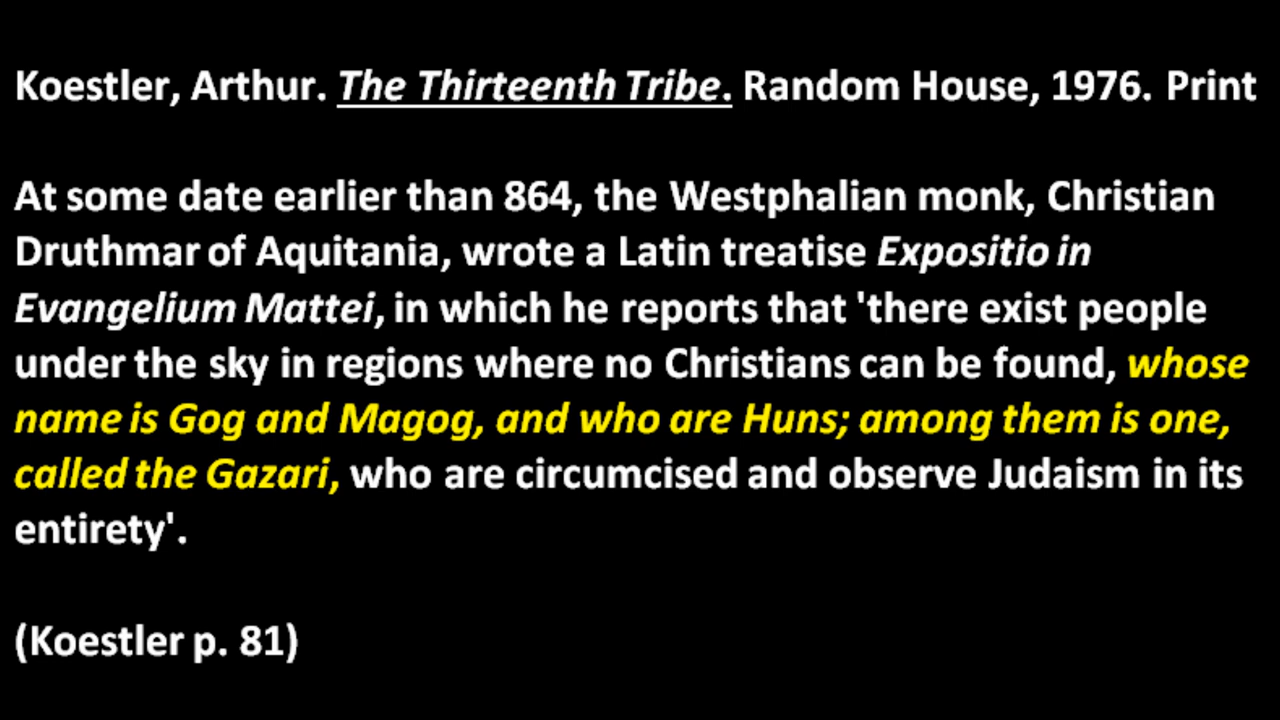 Koestler, Arthur. The Thirteenth Tribe. Random House, 1976. Print
At some date earlier than 864, the Westphalian monk, Christian
Druthmar of Aquitania, wrote a Latin treatise Expositio in
Evangelium Mattei, in which he reports that 'there exist people
under the sky in regions where no Christians can be found, whose
name is Gog and Magog, and who are Huns; among them is one,
called the Gazari, who are circumcised and observe Judaism in its
entirety'.
(Koestler p. 81)